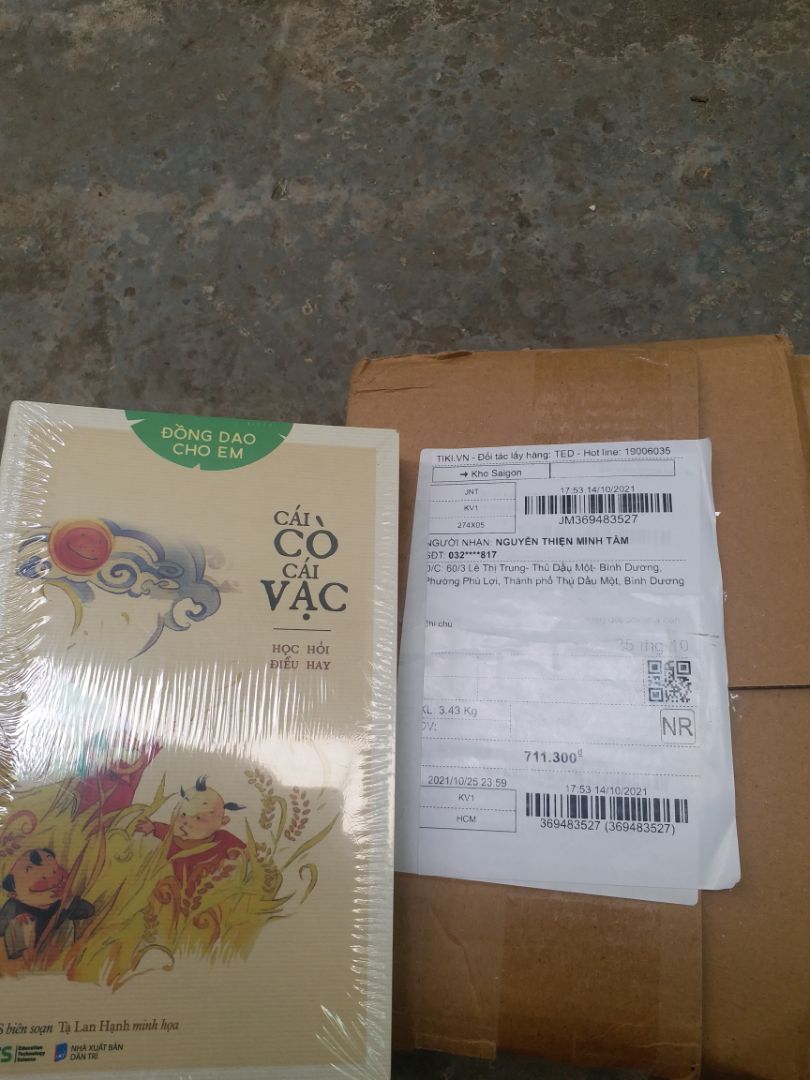 ĐỒNG DAO
CHO EM
CÁI
CÒ
CÁI
VẠC
HỌC HỎI
ĐIỀU HAY
biên soạn Tạ Lan Hạnh minh họa
Education
Technology
Science
NHÀ XUẤT BẢN
DÂN TRÍ
TIKI.VN - Đối tác lấy hàng: TED - Hot line: 19006035
➔ Kho Saigon
JNT
KV1
274X05
17:53 14/10/2021
JM369483527
NGƯỜI NHẬN: NGUYỄN THIỆN MINH TÂM
SĐT: 032****817
Đ/C: 60/3 Lê Thị Trung- Thủ Dầu Một- Bình Dương,
Phường Phú Lợi, Thành phố Thủ Dầu Một, Bình Dương
Ghi chú
25 thg 10
KL. 3.43 Kg
DV:
NR
711.300đ
2021/10/25 23:59
KV1
HCM
17:53 14/10/2021
369483527 (369483527)